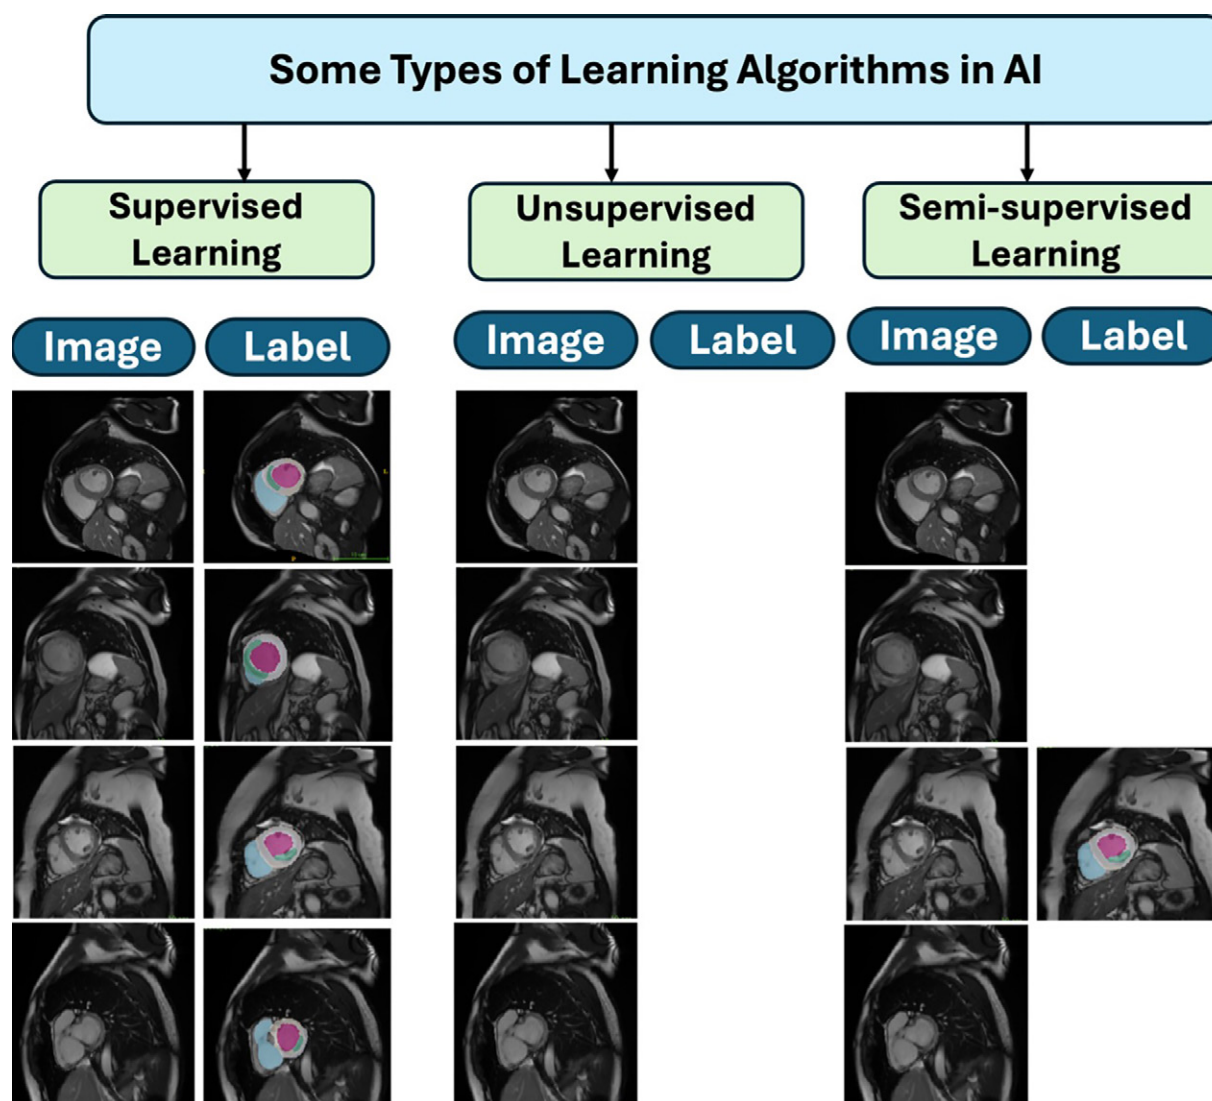 Some Types of Learning Algorithms in AI
Supervised
Learning
Unsupervised
Learning
Semi-supervised
Learning
Image
Label
Image
Label
Image
Label